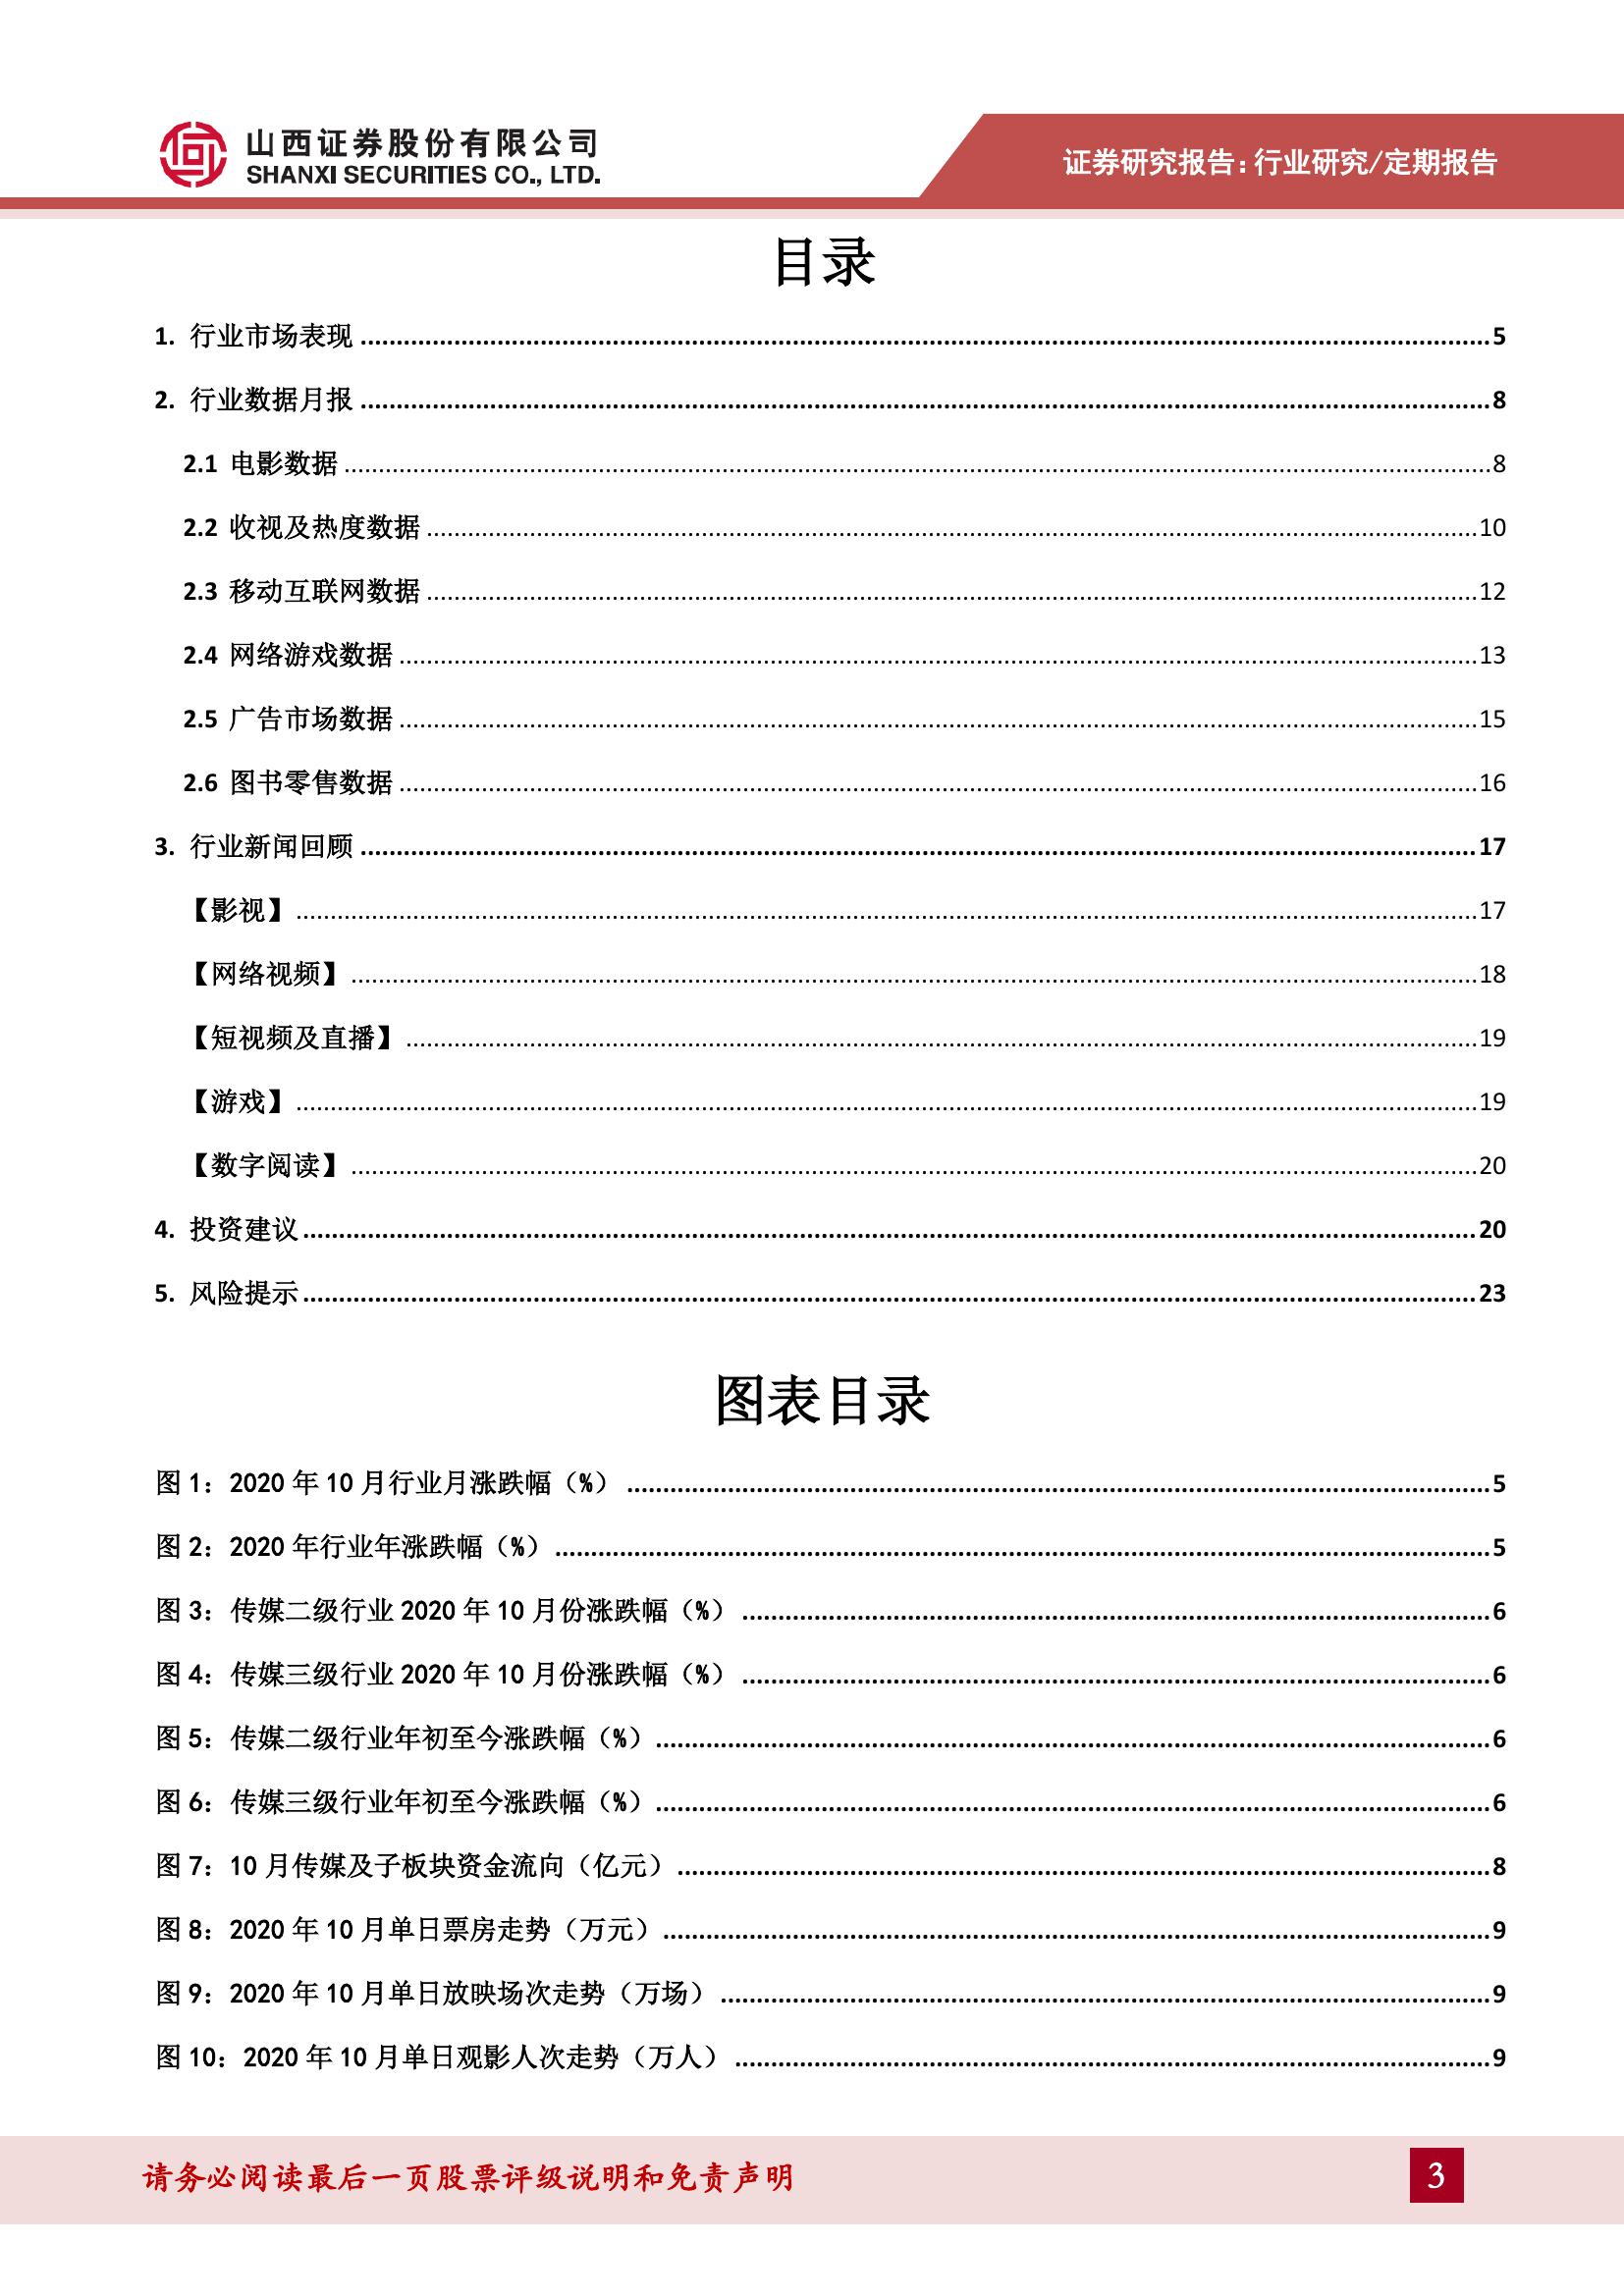 山西证券股份有限公司
SHANXI SECURITIES CO., LTD.
证券研究报告:行业研究/定期报告
目录
1. 行业市场表现 5
2. 行业数据月报 8
2.1 电影数据 8
2.2 收视及热度数据 10
2.3 移动互联网数据 12
2.4 网络游戏数据 13
2.5 广告市场数据 15
2.6 图书零售数据 16
3. 行业新闻回顾 17
【影视】 17
【网络视频】 18
【短视频及直播】 19
【游戏】 19
【数字阅读】 20
4. 投资建议 20
5. 风险提示 23
图表目录
图 1：2020 年 10 月行业月涨跌幅（%） 5
图 2：2020 年行业年涨跌幅（%） 5
图 3：传媒二级行业 2020 年 10 月份涨跌幅（%） 6
图 4：传媒三级行业 2020 年 10 月份涨跌幅（%） 6
图 5：传媒二级行业年初至今涨跌幅（%） 6
图 6：传媒三级行业年初至今涨跌幅（%） 6
图 7：10 月传媒及子板块资金流向（亿元） 8
图 8：2020 年 10 月单日票房走势（万元） 9
图 9：2020 年 10 月单日放映场次走势（万场） 9
图 10：2020 年 10 月单日观影人次走势（万人） 9
请务必阅读最后一页股票评级说明和免责声明
3